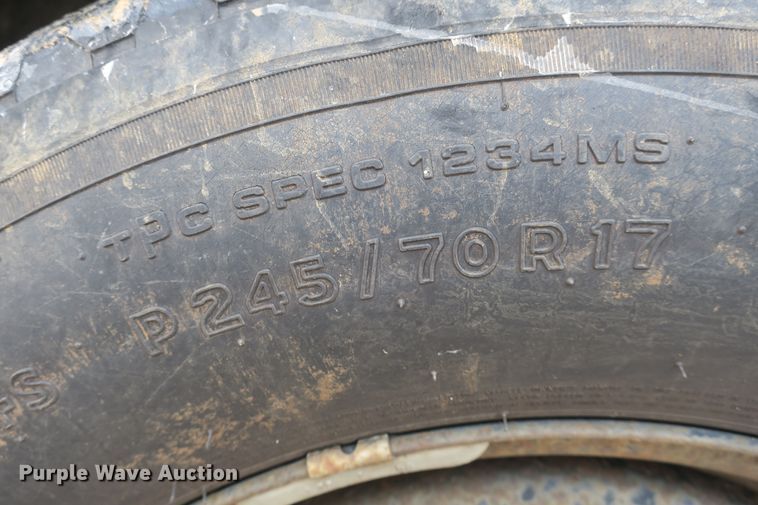 TPC SPEC 1234MS
P245/70R17
+S
Purple Wave Auction